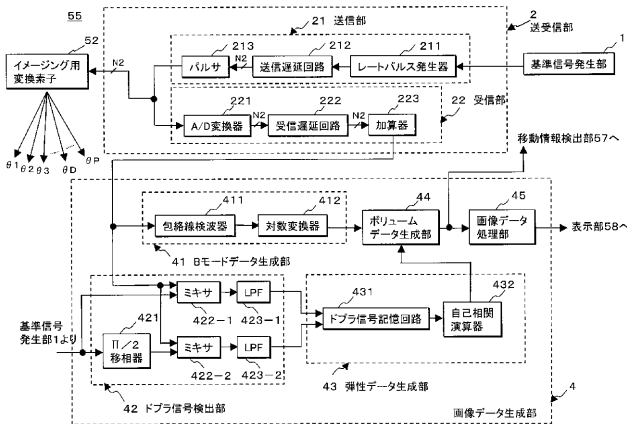 55
52
イメージング用
変換素子
N2
θ1
θ2
θ3
θD
θP
21 送信部
213
パルサ
N2
212
送信遅延回路
211
レートパルス発生器
2
送受信部
1
基準信号発生部
22 受信部
221
A/D変換器
N2
222
受信遅延回路
N2
223
加算器
移動情報検出部57へ
411
包絡線検波器
412
対数変換器
41 Bモードデータ生成部
44
ボリューム
データ生成部
45
画像データ
処理部
表示部58へ
基準信号
発生部1より
421
Π/2
移相器
ミキサ
422-1
LPF
423-1
ミキサ
422-2
LPF
423-2
42 ドプラ信号検出部
431
ドプラ信号記憶回路
432
自己相関
演算器
43 弾性データ生成部
4
画像データ生成部